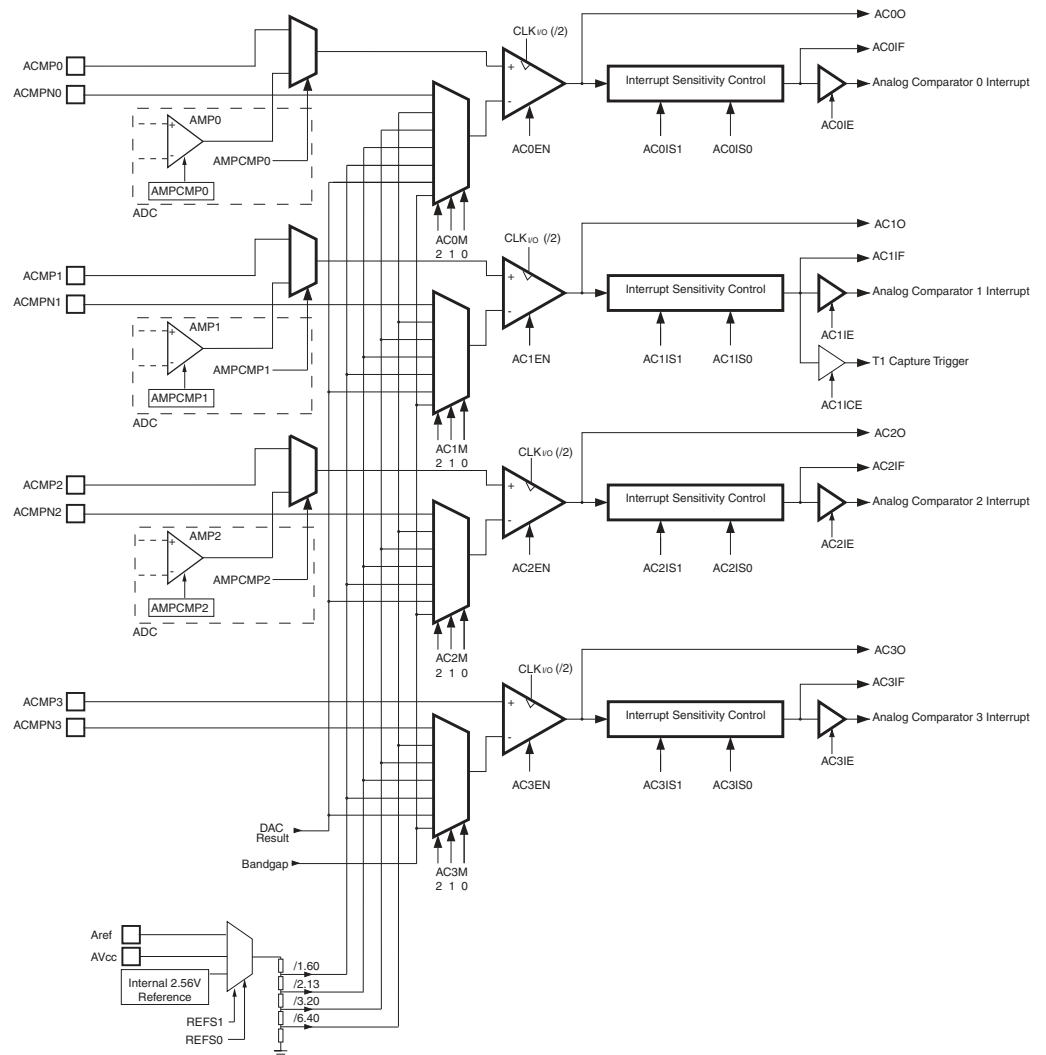 CLK I/O (/2)
AC0O
ACMP0
+
Interrupt Sensitivity Control
AC0IF
Analog Comparator 0 Interrupt
ACMPN0
-
AMP0
+
-
AMPCMP0
AMPCMP0
ADC
AC0EN
AC0IS1
AC0IS0
AC0IE
AC0M
2 1 0
CLK I/O (/2)
AC1O
ACMP1
+
Interrupt Sensitivity Control
AC1IF
Analog Comparator 1 Interrupt
ACMPN1
-
AMP1
+
-
AMPCMP1
AMPCMP1
ADC
AC1EN
AC1IS1
AC1IS0
AC1IE
T1 Capture Trigger
AC1ICE
AC1M
2 1 0
CLK I/O (/2)
AC2O
ACMP2
+
Interrupt Sensitivity Control
AC2IF
Analog Comparator 2 Interrupt
ACMPN2
-
AMP2
+
-
AMPCMP2
AMPCMP2
ADC
AC2EN
AC2IS1
AC2IS0
AC2IE
AC2M
2 1 0
CLK I/O (/2)
AC3O
ACMP3
+
Interrupt Sensitivity Control
AC3IF
Analog Comparator 3 Interrupt
ACMPN3
-
AC3EN
AC3IS1
AC3IS0
AC3IE
DAC
Result
Bandgap
AC3M
2 1 0
Aref
AVcc
Internal 2.56V
Reference
REFS1
REFS0
/1.60
/2.13
/3.20
/6.40